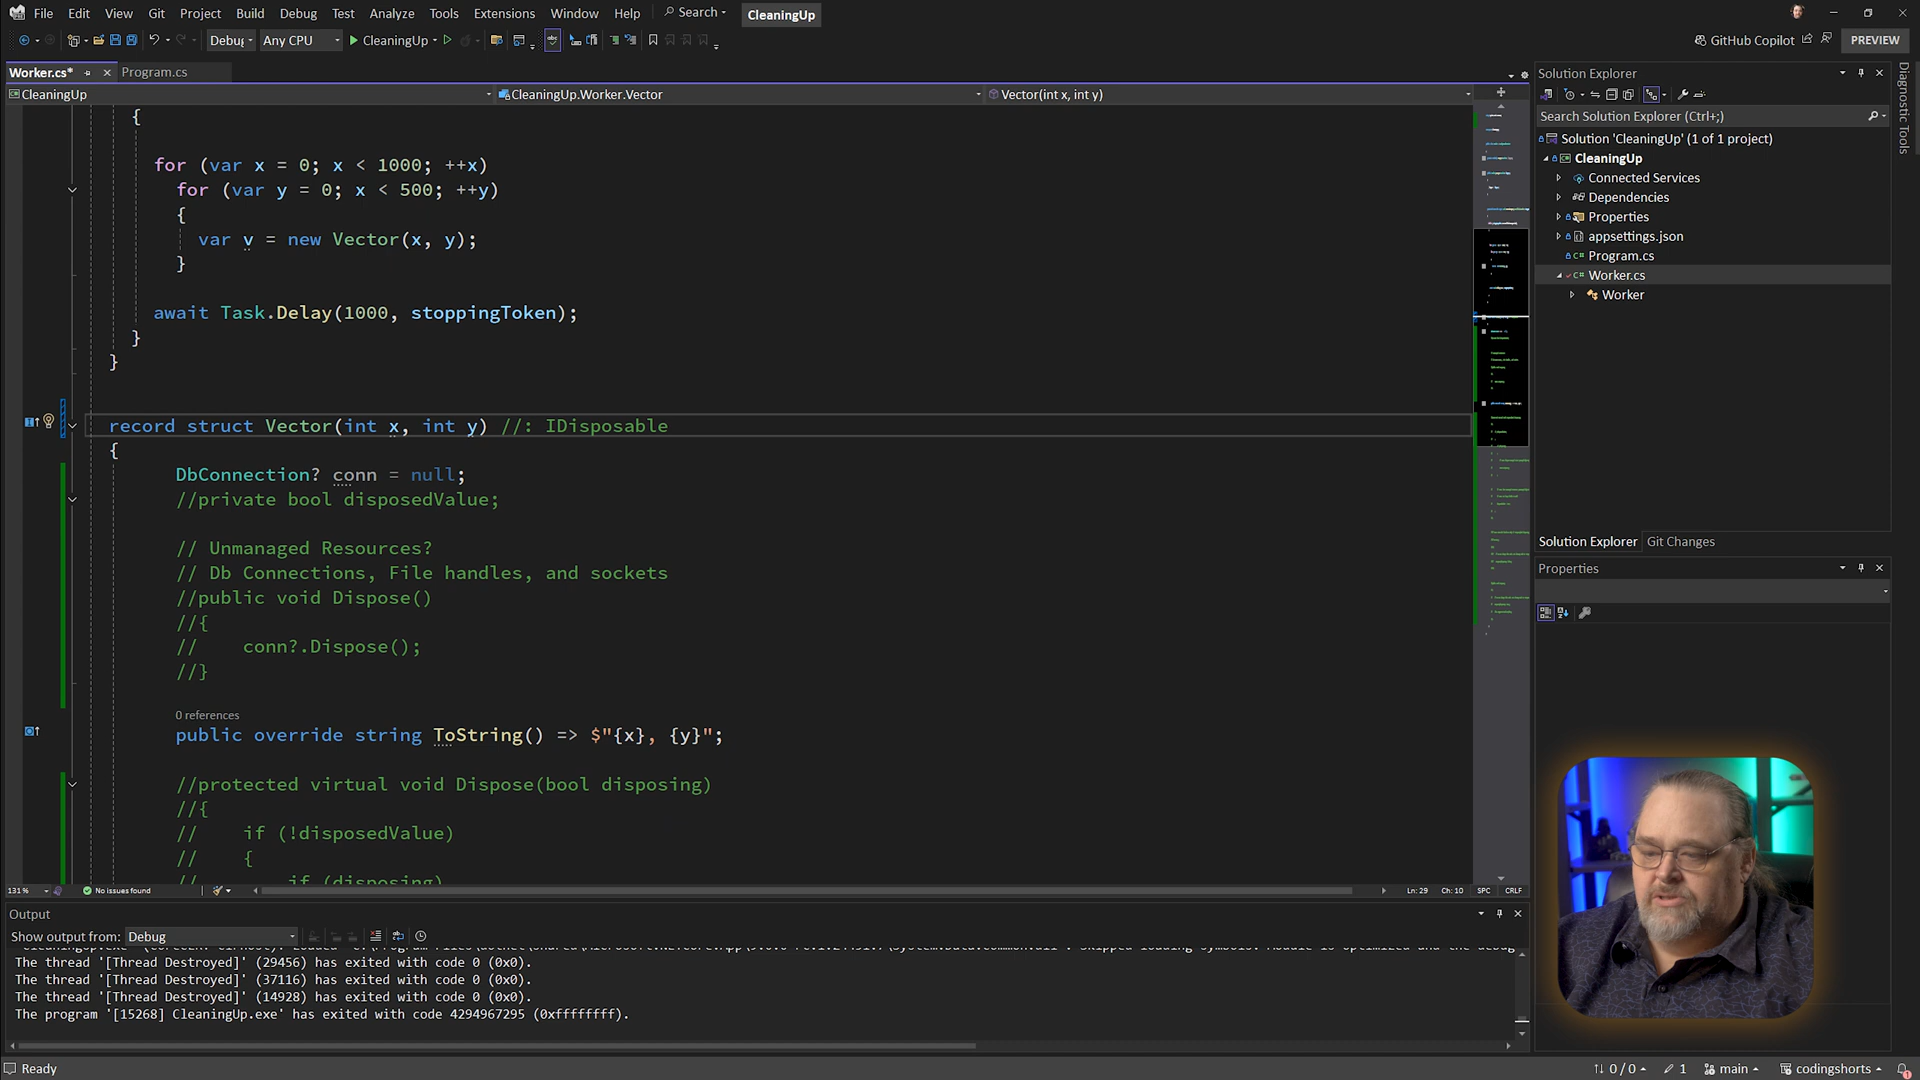 File Edit View Git Project Build Debug Test Analyze Tools Extensions Window Help Search CleaningUp
Debug Any CPU CleaningUp GitHub Copilot PREVIEW
Worker.cs* Program.cs
CleaningUp CleaningUp.Worker.Vector Vector(int x, int y)
{
for (var x = 0; x < 1000; ++x)
for (var y = 0; x < 500; ++y)
{
var v = new Vector(x, y);
}
await Task.Delay(1000, stoppingToken);
}
}
record struct Vector(int x, int y) //: IDisposable
{
DbConnection? conn = null;
//private bool disposedValue;
// Unmanaged Resources?
// Db Connections, File handles, and sockets
//public void Dispose()
//{
// conn?.Dispose();
//}
0 references
public override string ToString() => $"{x}, {y}";
//protected virtual void Dispose(bool disposing)
//{
// if (!disposedValue)
// {
// if (disposing)
131 % No issues found Ln: 29 Ch: 10 SPC CRLF
Output
Show output from: Debug
The thread '[Thread Destroyed]' (29456) has exited with code 0 (0x0).
The thread '[Thread Destroyed]' (37116) has exited with code 0 (0x0).
The thread '[Thread Destroyed]' (14928) has exited with code 0 (0x0).
The program '[15268] CleaningUp.exe' has exited with code 4294967295 (0xffffffff).
Solution Explorer
Search Solution Explorer (Ctrl+;)
Solution 'CleaningUp' (1 of 1 project)
CleaningUp
Connected Services
Dependencies
Properties
appsettings.json
Program.cs
Worker.cs
Worker
Solution Explorer Git Changes
Properties
Diagnostic Tools
Ready 0 / 0 1 main codingshorts